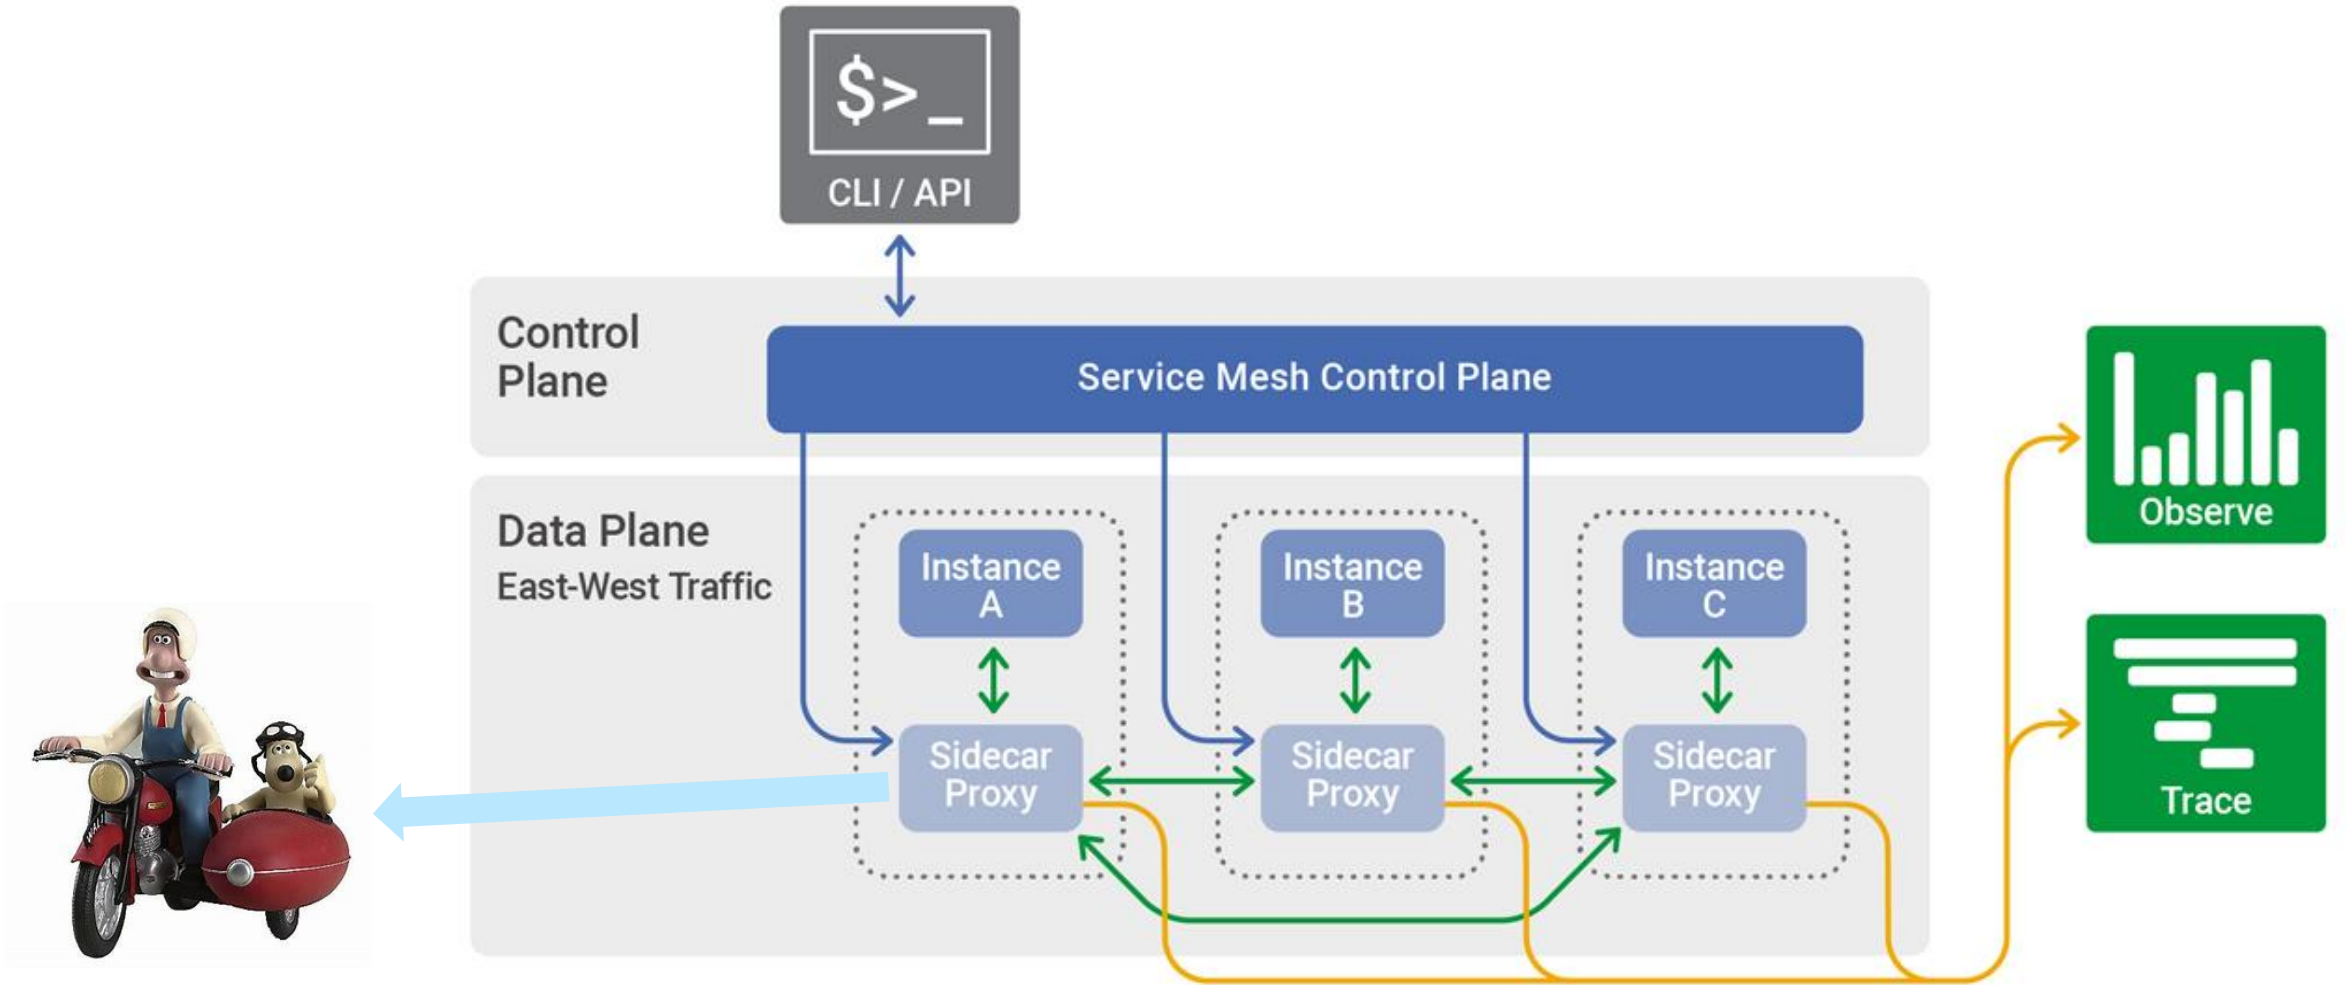 $>_
CLI / API
Control
Plane
Service Mesh Control Plane
Data Plane
East-West Traffic
Instance
A
Instance
B
Instance
C
Sidecar
Proxy
Sidecar
Proxy
Sidecar
Proxy
Observe
Trace